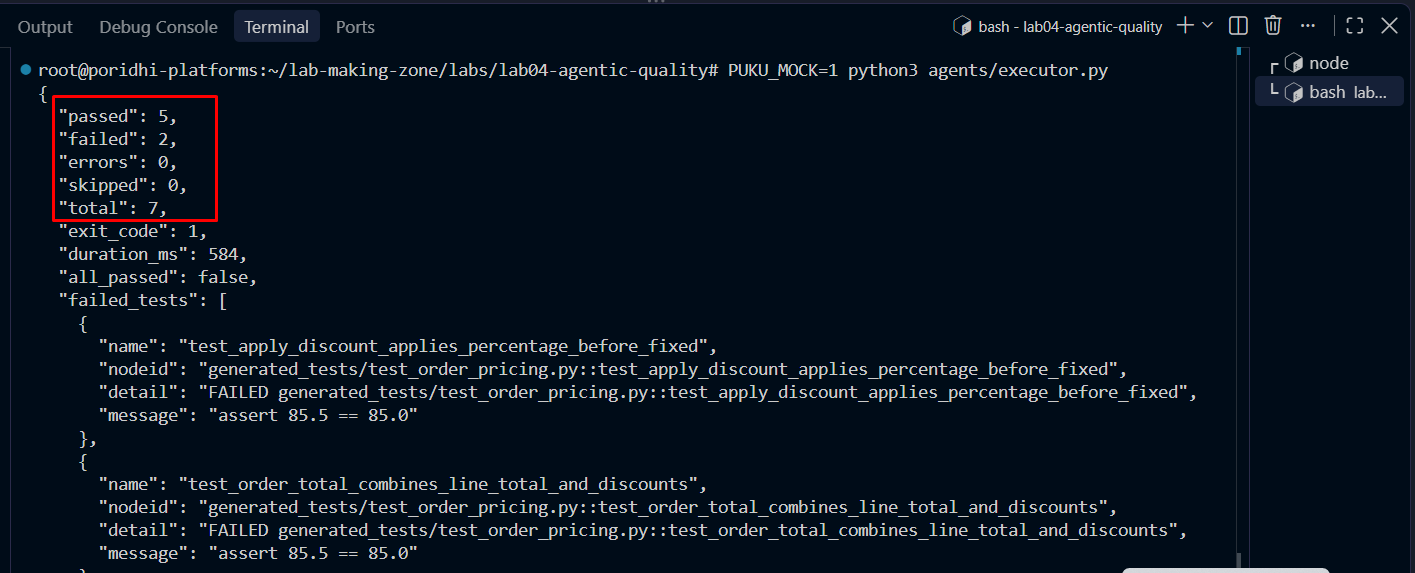 Output Debug Console Terminal Ports
bash - lab04-agentic-quality
root@poridhi-platforms:~/lab-making-zone/labs/lab04-agentic-quality# PUKU_MOCK=1 python3 agents/executor.py
{
"passed": 5,
"failed": 2,
"errors": 0,
"skipped": 0,
"total": 7,
"exit_code": 1,
"duration_ms": 584,
"all_passed": false,
"failed_tests": [
{
"name": "test_apply_discount_applies_percentage_before_fixed",
"nodeid": "generated_tests/test_order_pricing.py::test_apply_discount_applies_percentage_before_fixed",
"detail": "FAILED generated_tests/test_order_pricing.py::test_apply_discount_applies_percentage_before_fixed",
"message": "assert 85.5 == 85.0"
},
{
"name": "test_order_total_combines_line_total_and_discounts",
"nodeid": "generated_tests/test_order_pricing.py::test_order_total_combines_line_total_and_discounts",
"detail": "FAILED generated_tests/test_order_pricing.py::test_order_total_combines_line_total_and_discounts",
"message": "assert 85.5 == 85.0"
node
bash lab...